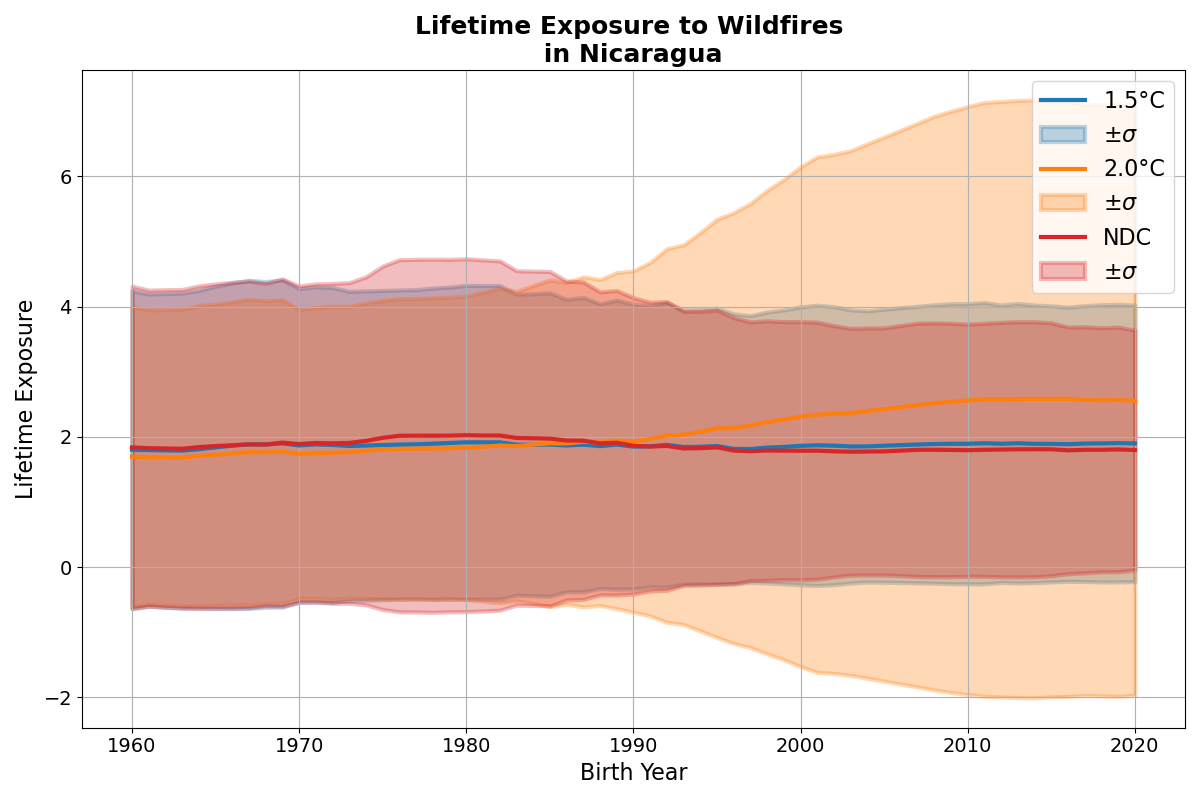 Lifetime Exposure to Wildfires
in Nicaragua
1.5°C
±σ
2.0°C
±σ
NDC
±σ
Lifetime Exposure
6
4
2
0
−2
1960
1970
1980
1990
2000
2010
2020
Birth Year